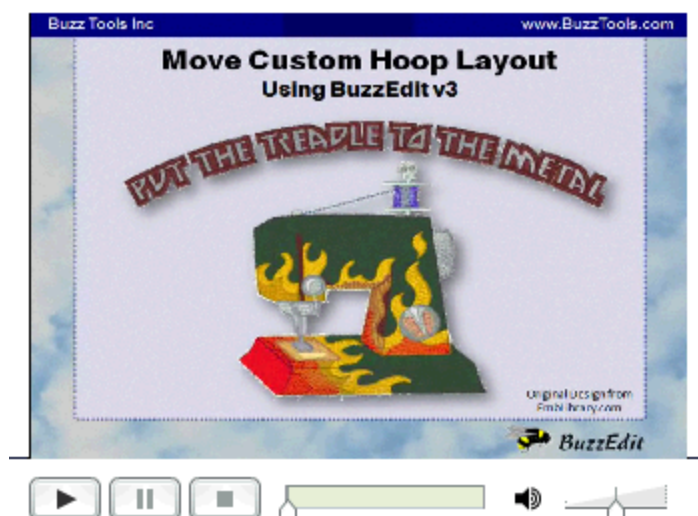 Buzz Tools Inc
www.BuzzTools.com
Move Custom Hoop Layout
Using BuzzEdit v3
PUT THE TREADLE TO THE METAL
Original Design from
Emblibrary.com
BuzzEdit